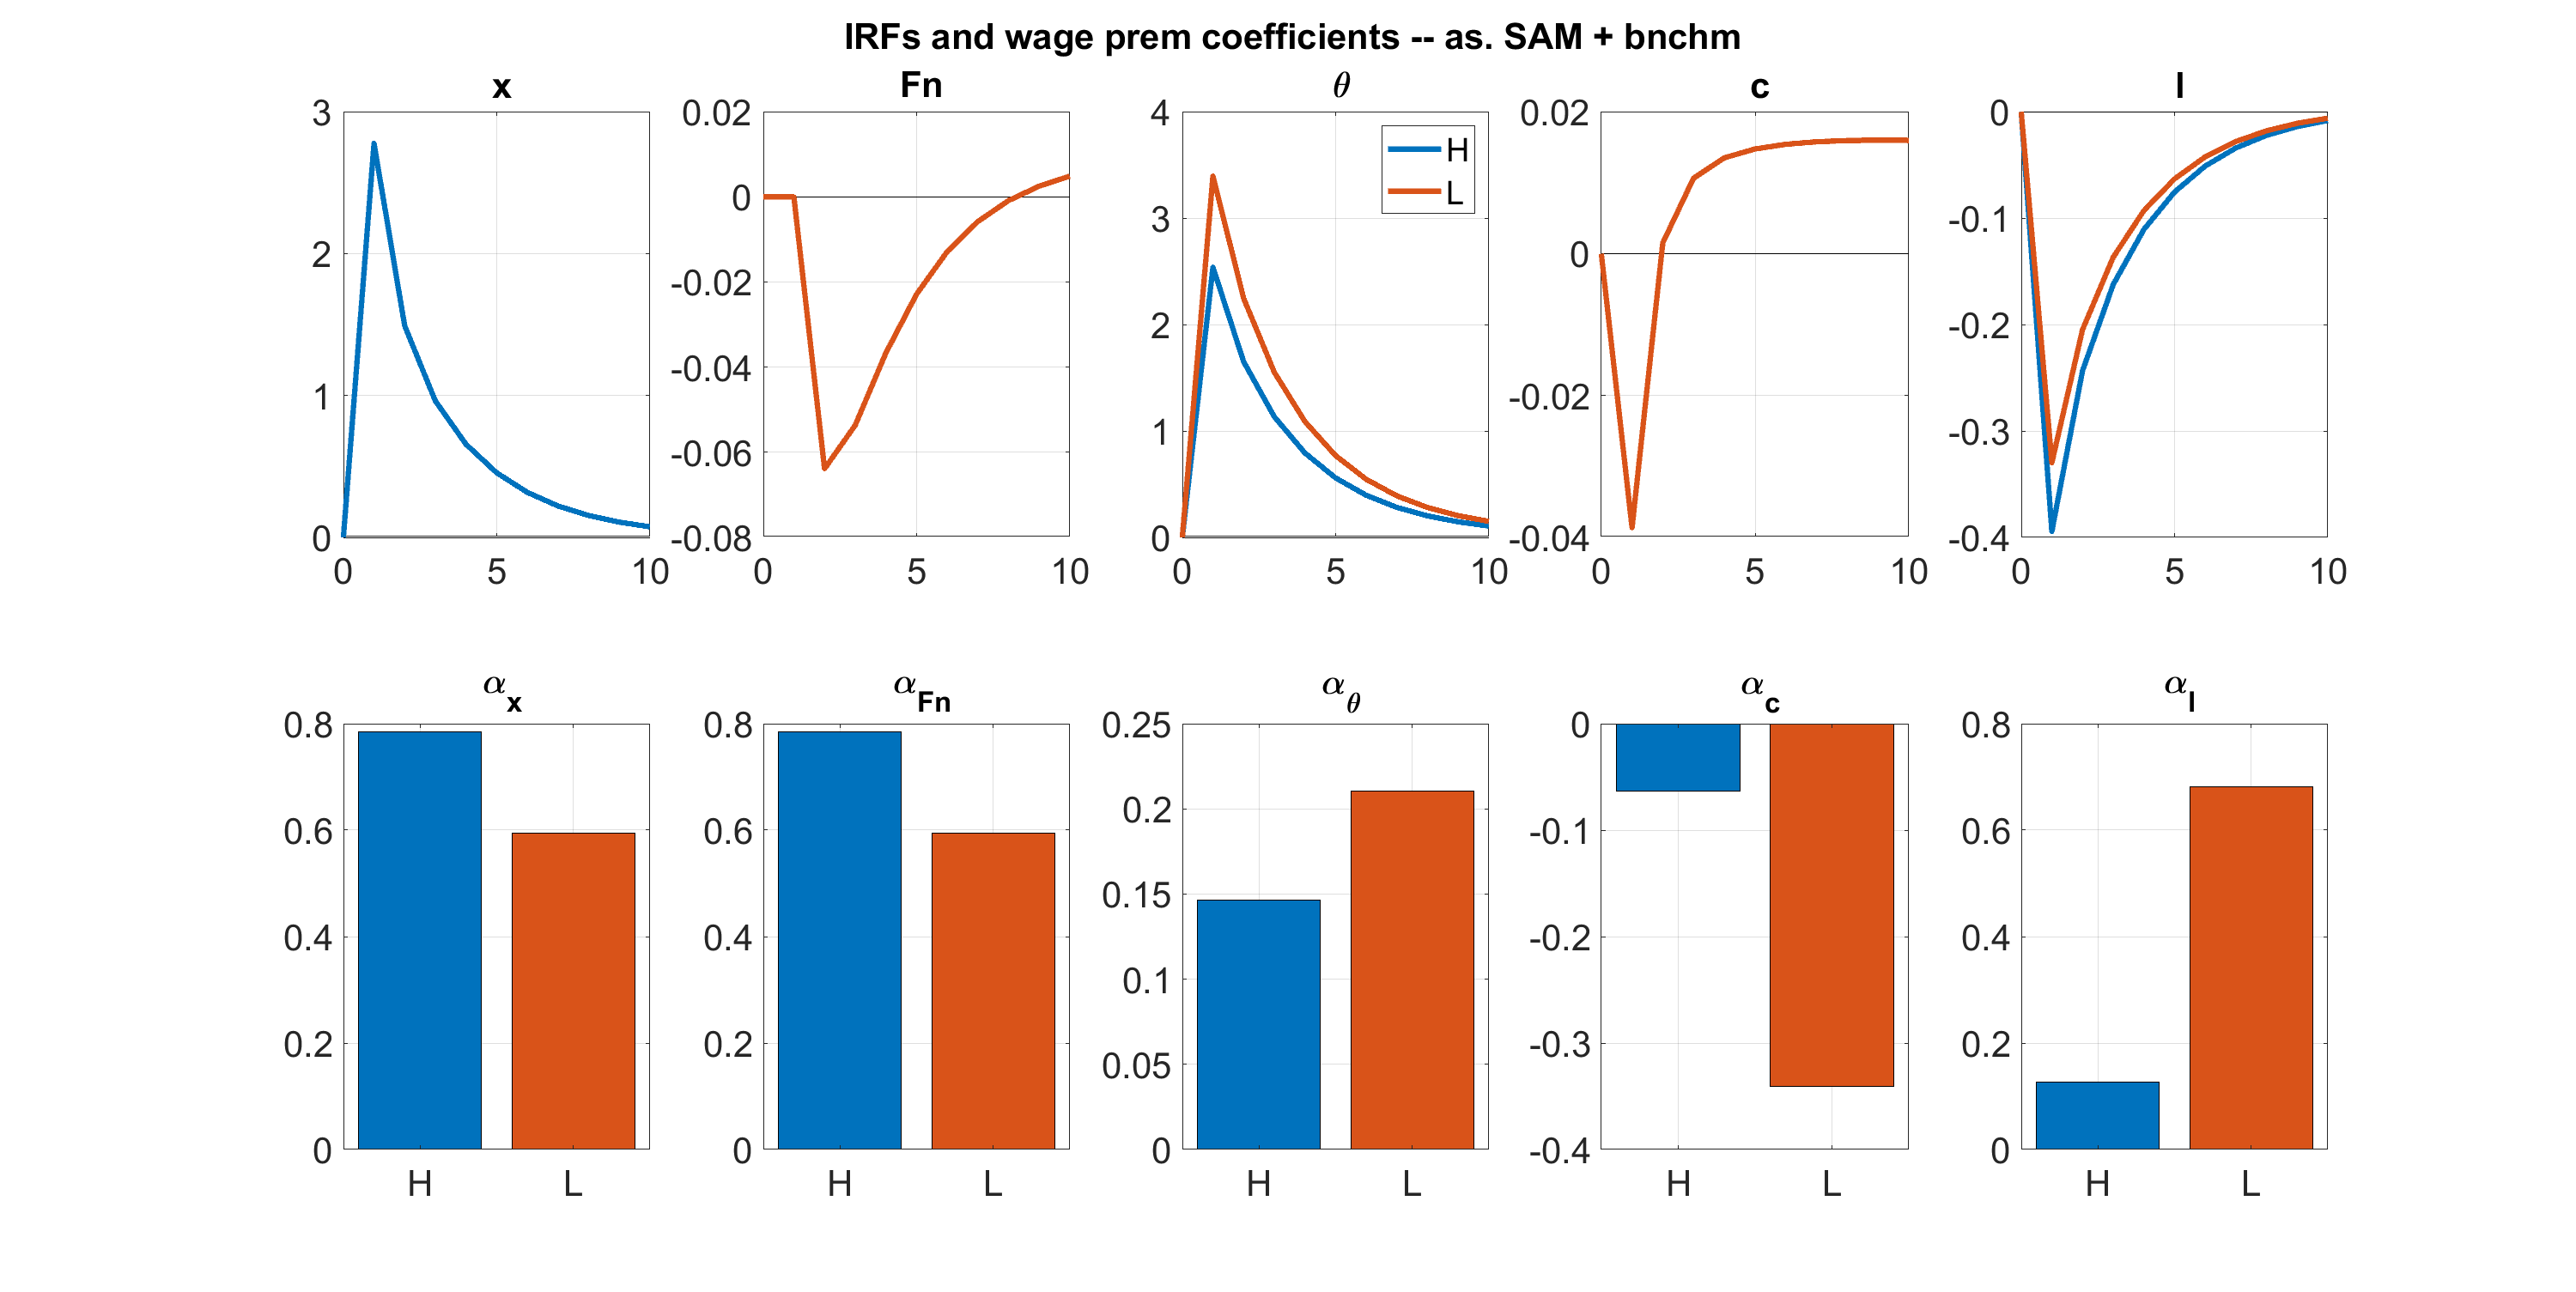 IRFs and wage prem coefficients -- as. SAM + bnchm
x
3
2
1
0
0 5 10
Fn
0.02
0
-0.02
-0.04
-0.06
-0.08
0 5 10
θ
4
3
2
1
0
0 5 10
H
L
c
0.02
0
-0.02
-0.04
0 5 10
l
0
-0.1
-0.2
-0.3
-0.4
0 5 10
αx
0.8
0.6
0.4
0.2
0
H L
αFn
0.8
0.6
0.4
0.2
0
H L
αθ
0.25
0.2
0.15
0.1
0.05
0
H L
αc
0
-0.1
-0.2
-0.3
-0.4
H L
αl
0.8
0.6
0.4
0.2
0
H L